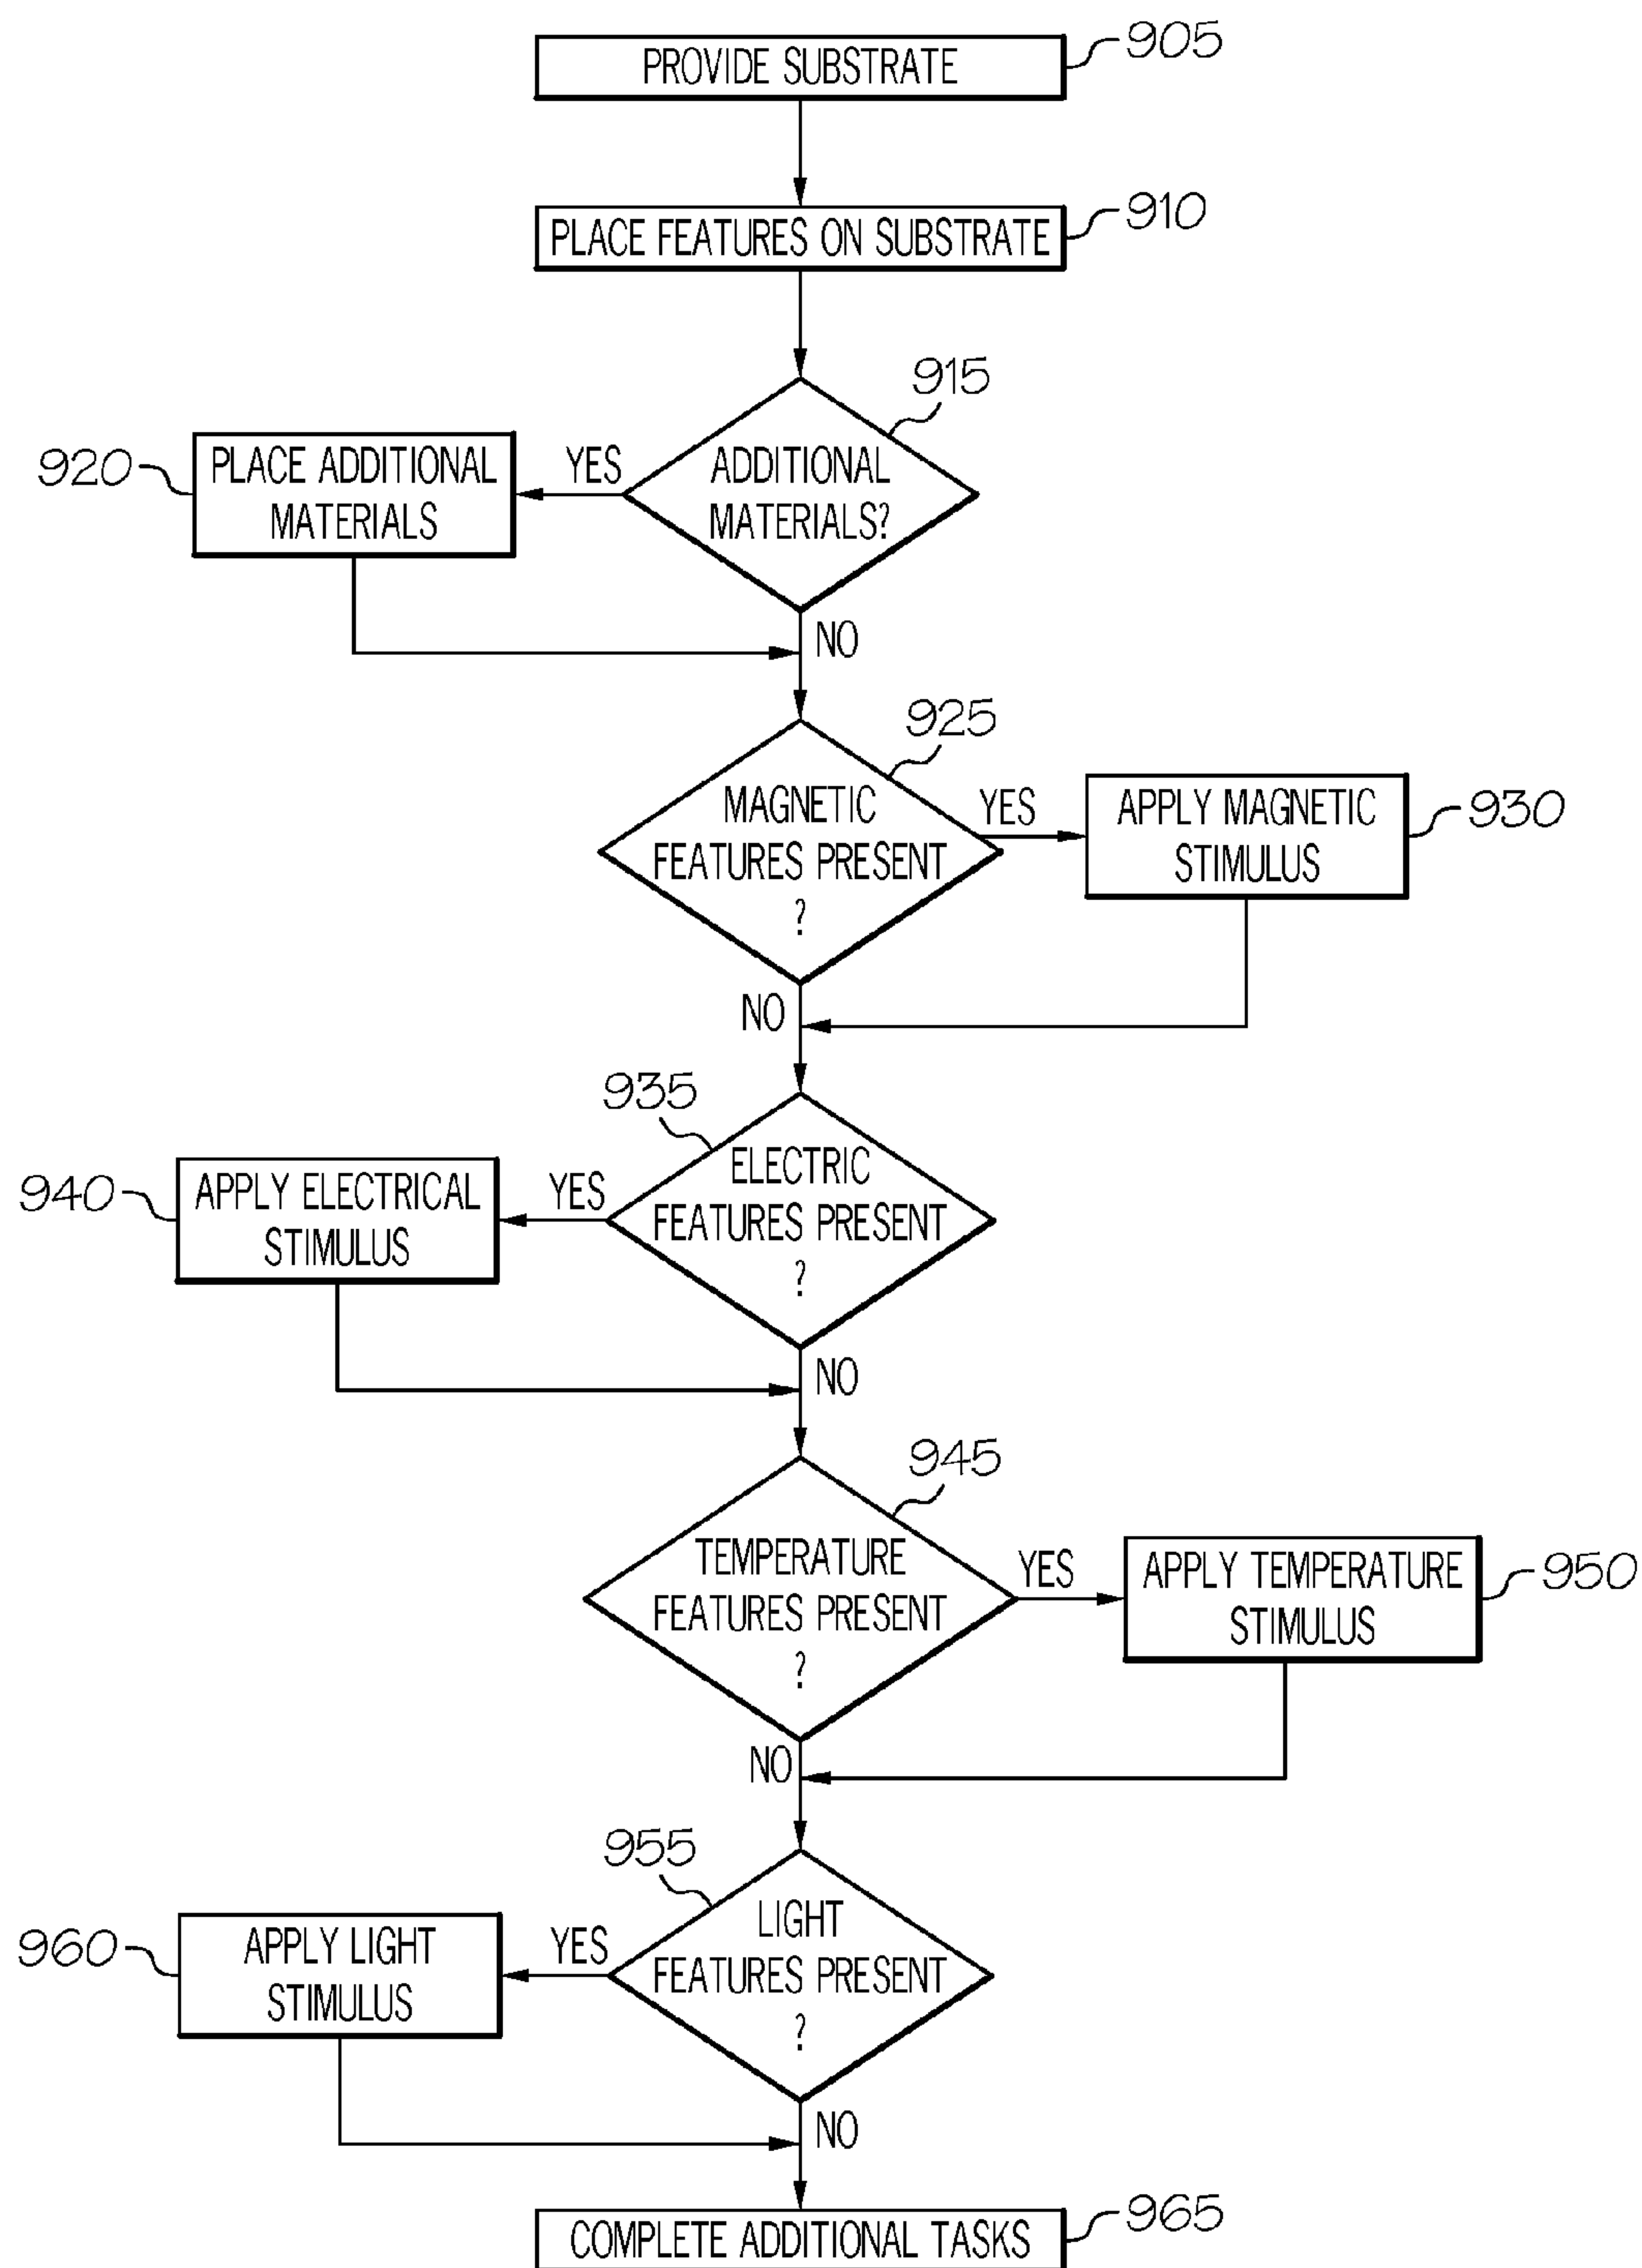 PROVIDE SUBSTRATE
905
PLACE FEATURES ON SUBSTRATE
910
915
ADDITIONAL
MATERIALS?
YES
920
PLACE ADDITIONAL
MATERIALS
NO
925
MAGNETIC
FEATURES PRESENT
?
YES
APPLY MAGNETIC
STIMULUS
930
NO
935
ELECTRIC
FEATURES PRESENT
?
YES
940
APPLY ELECTRICAL
STIMULUS
NO
945
TEMPERATURE
FEATURES PRESENT
?
YES
APPLY TEMPERATURE
STIMULUS
950
NO
955
LIGHT
FEATURES PRESENT
?
YES
960
APPLY LIGHT
STIMULUS
NO
COMPLETE ADDITIONAL TASKS
965